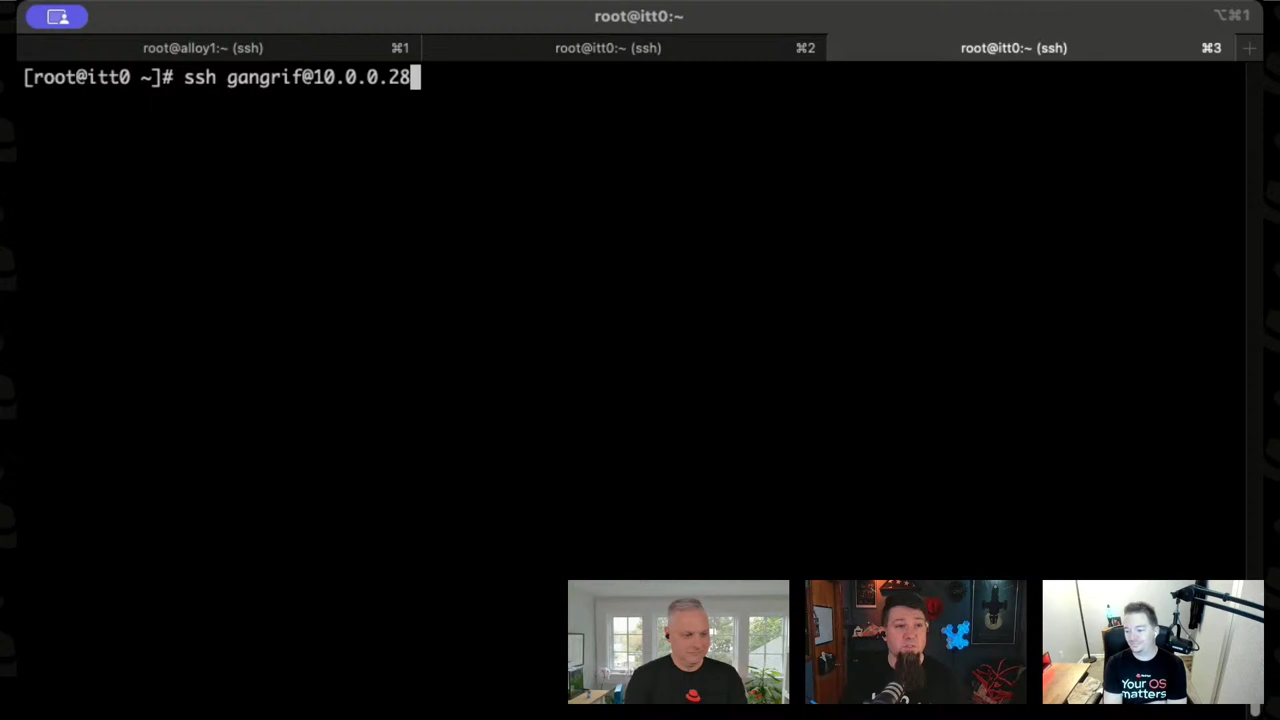 root@itt0:~
⌥⌘1
root@alloy1:~ (ssh) ⌘1 root@itt0:~ (ssh) ⌘2 root@itt0:~ (ssh) ⌘3 +
[root@itt0 ~]# ssh gangrif@10.0.0.28
Your OS
matters